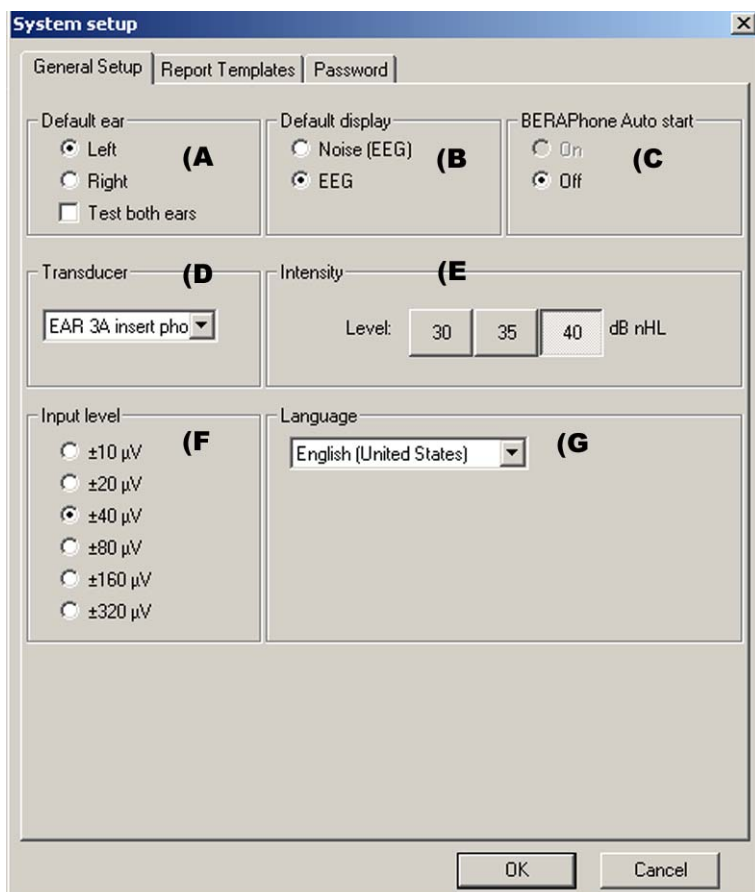 System setup
General Setup Report Templates Password
Default ear (A
Left
Right
Test both ears
Default display (B
Noise (EEG)
EEG
BERAPhone Auto start (C
On
Off
Transducer (D
EAR 3A insert pho
Intensity (E
Level: 30 35 40 dB nHL
Input level (F
±10 µV
±20 µV
±40 µV
±80 µV
±160 µV
±320 µV
Language (G
English (United States)
OK Cancel